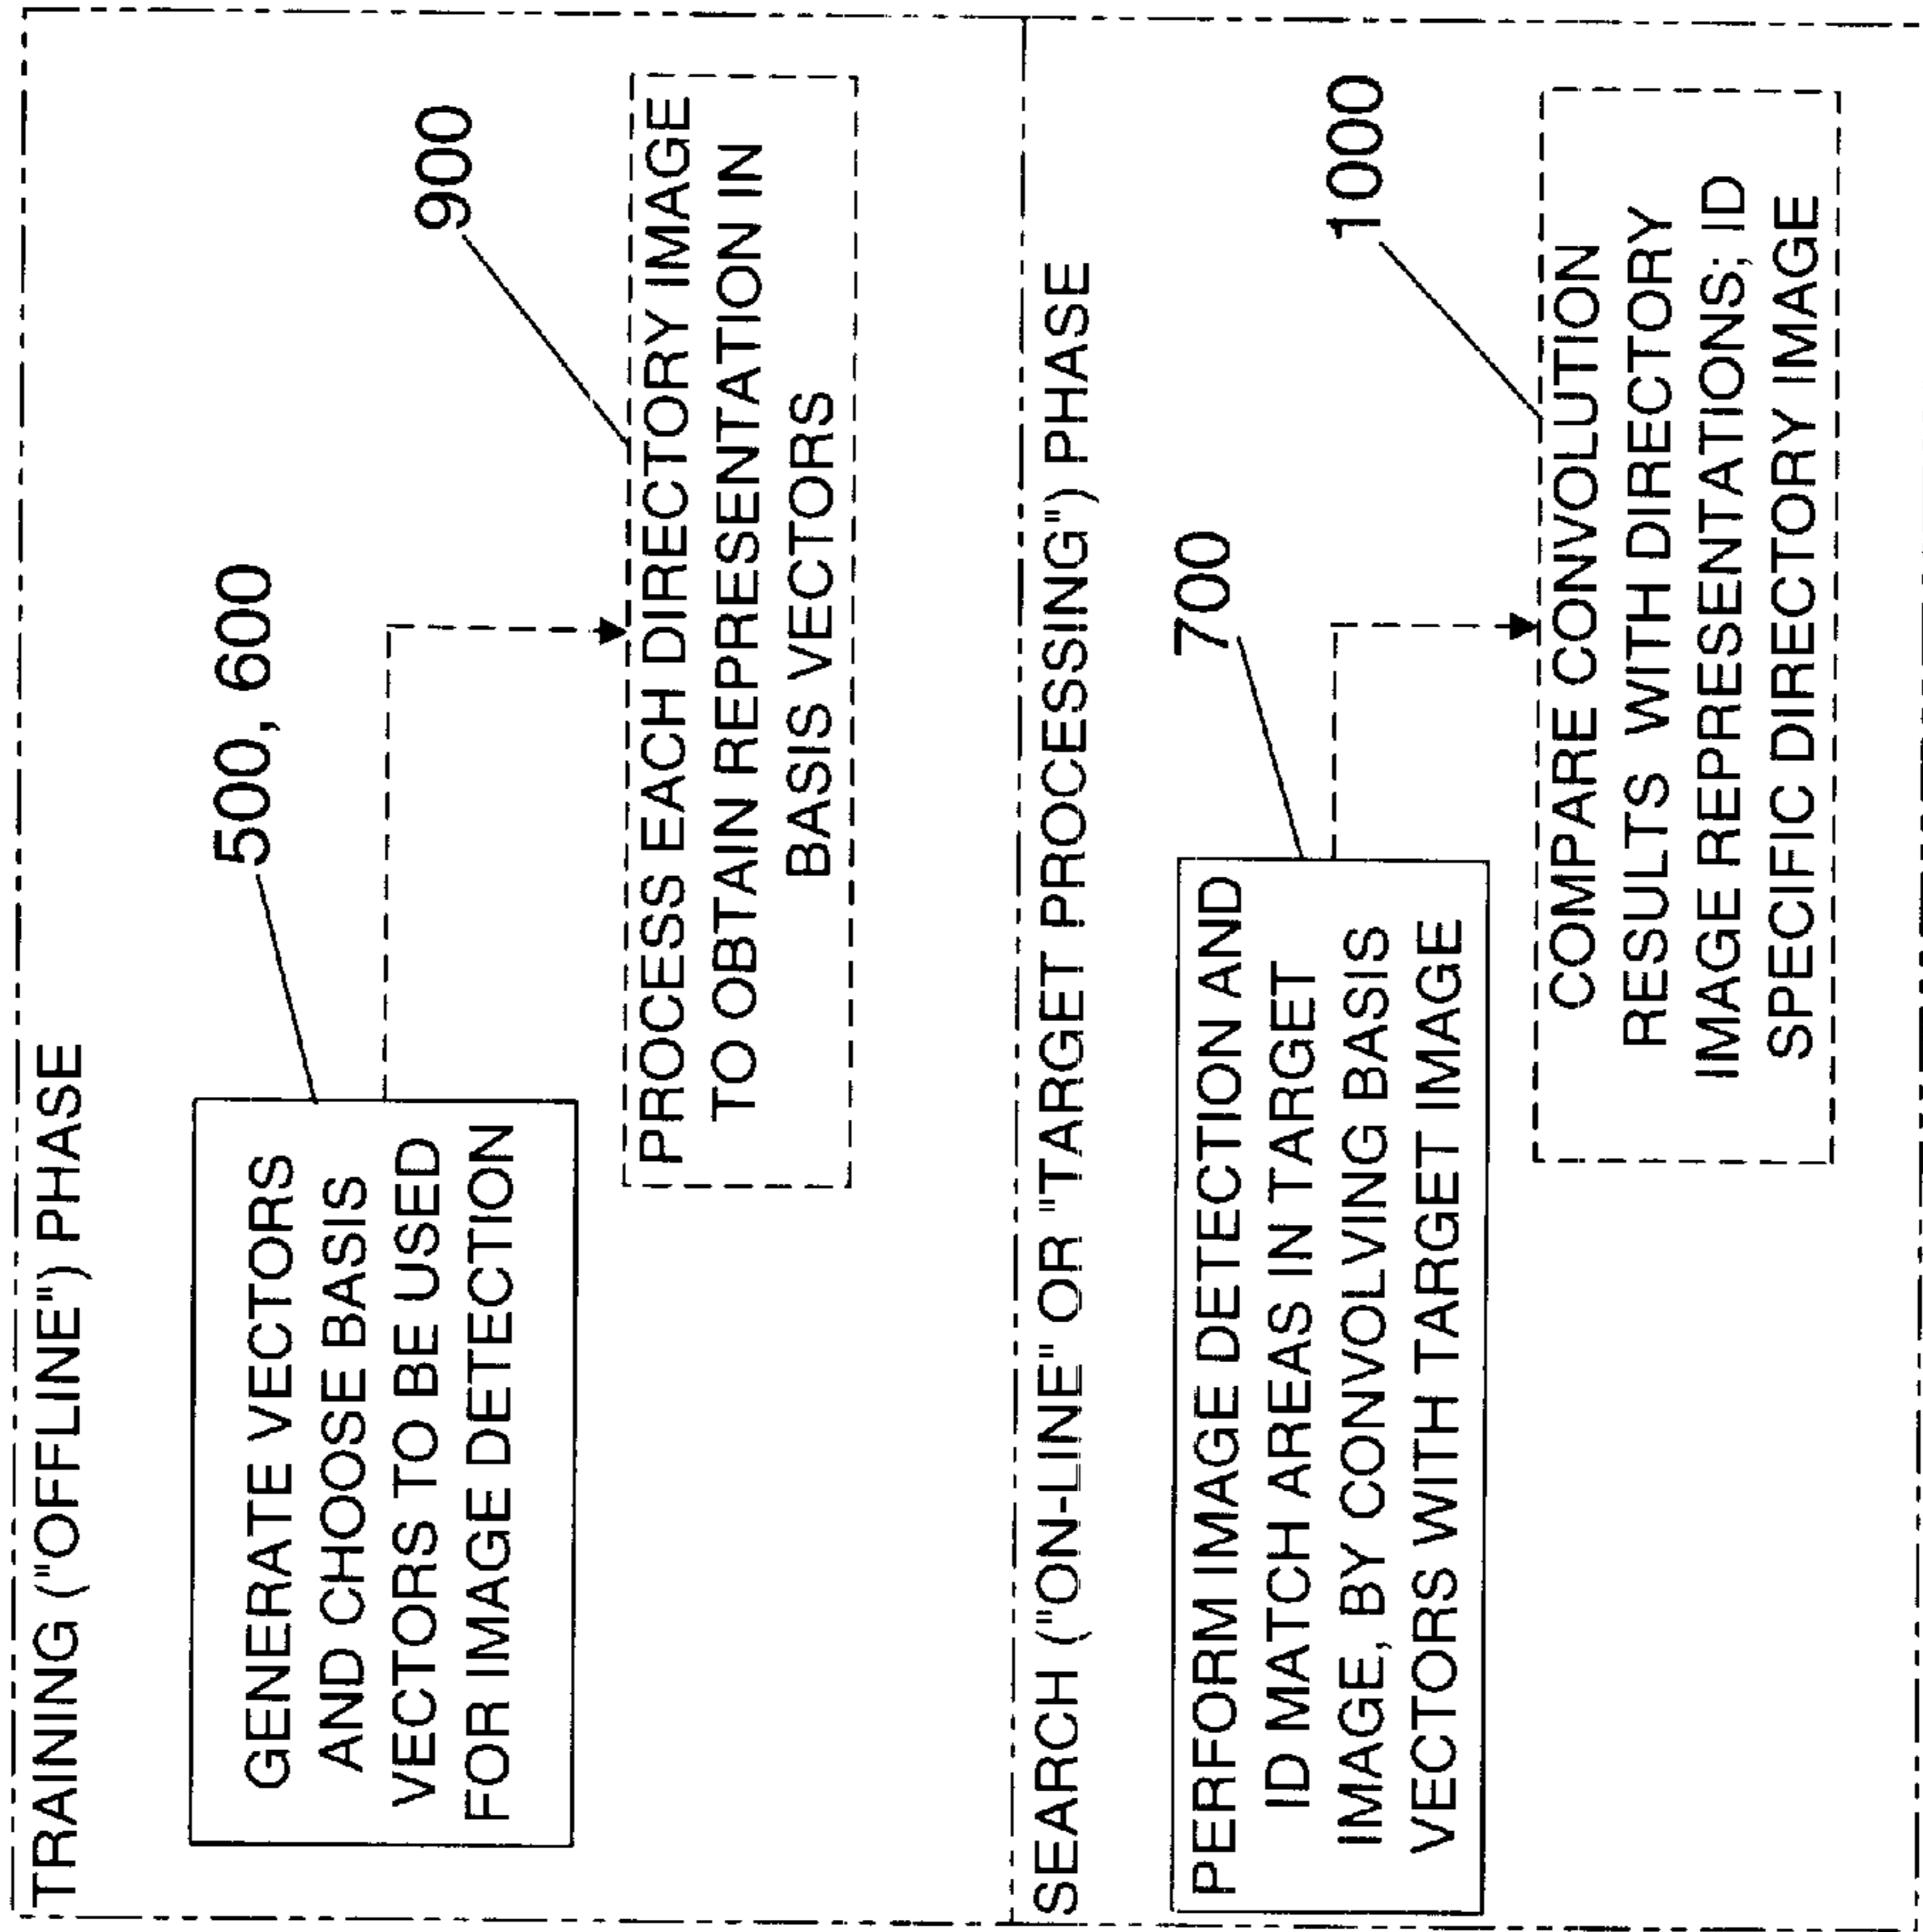 TRAINING ("OFFLINE") PHASE
500, 600
GENERATE VECTORS
AND CHOOSE BASIS
VECTORS TO BE USED
FOR IMAGE DETECTION
900
PROCESS EACH DIRECTORY IMAGE
TO OBTAIN REPRESENTATION IN
BASIS VECTORS
SEARCH ("ON-LINE" OR "TARGET PROCESSING") PHASE
700
PERFORM IMAGE DETECTION AND
ID MATCH AREAS IN TARGET
IMAGE, BY CONVOLVING BASIS
VECTORS WITH TARGET IMAGE
1000
COMPARE CONVOLUTION
RESULTS WITH DIRECTORY
IMAGE REPRESENTATIONS; ID
SPECIFIC DIRECTORY IMAGE